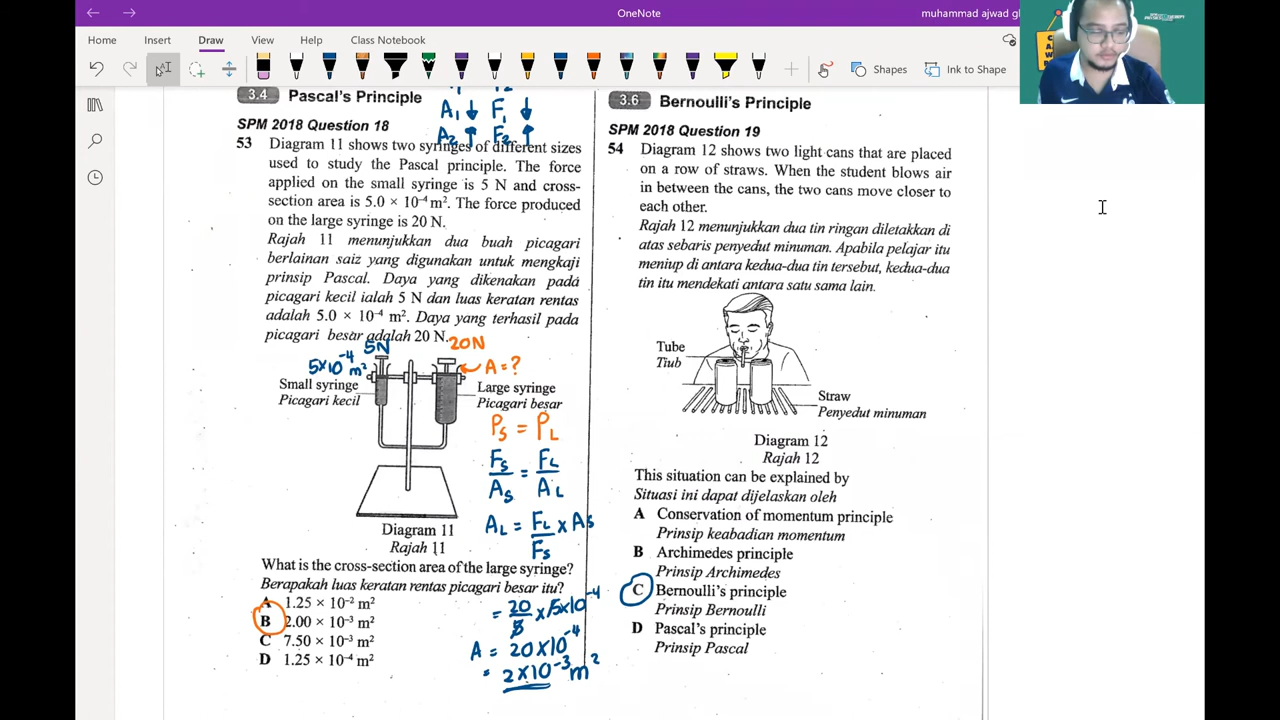 OneNote
muhammad ajwad gh
Home Insert Draw View Help Class Notebook
Shapes
Ink to Shape
3.4 Pascal's Principle
A₁ ↓ F₁ ↓
A₂ ↑ F₂ ↑
SPM 2018 Question 18
53 Diagram 11 shows two syringes of different sizes
used to study the Pascal principle. The force
applied on the small syringe is 5 N and cross-
section area is 5.0 × 10⁻⁴ m². The force produced
on the large syringe is 20 N.
Rajah 11 menunjukkan dua buah picagari
berlainan saiz yang digunakan untuk mengkaji
prinsip Pascal. Daya yang dikenakan pada
picagari kecil ialah 5 N dan luas keratan rentas
adalah 5.0 × 10⁻⁴ m². Daya yang terhasil pada
picagari besar adalah 20 N.
5N
20N
5×10⁻⁴ m²
A = ?
Small syringe
Picagari kecil
Large syringe
Picagari besar
P_S = P_L
F_S/A_S = F_L/A_L
A_L = F_L/F_S × A_S
Diagram 11
Rajah 11
What is the cross-section area of the large syringe?
Berapakah luas keratan rentas picagari besar itu?
A 1.25 × 10⁻² m²
B 2.00 × 10⁻³ m²
C 7.50 × 10⁻³ m²
D 1.25 × 10⁻⁴ m²
= 20/5 × 5×10⁻⁴
A = 20×10⁻⁴
= 2×10⁻³ m²
3.6 Bernoulli's Principle
SPM 2018 Question 19
54 Diagram 12 shows two light cans that are placed
on a row of straws. When the student blows air
in between the cans, the two cans move closer to
each other.
Rajah 12 menunjukkan dua tin ringan diletakkan di
atas sebaris penyedut minuman. Apabila pelajar itu
meniup di antara kedua-dua tin tersebut, kedua-dua
tin itu mendekati antara satu sama lain.
Tube
Tiub
Straw
Penyedut minuman
Diagram 12
Rajah 12
This situation can be explained by
Situasi ini dapat dijelaskan oleh
A Conservation of momentum principle
Prinsip keabadian momentum
B Archimedes principle
Prinsip Archimedes
C Bernoulli's principle
Prinsip Bernoulli
D Pascal's principle
Prinsip Pascal